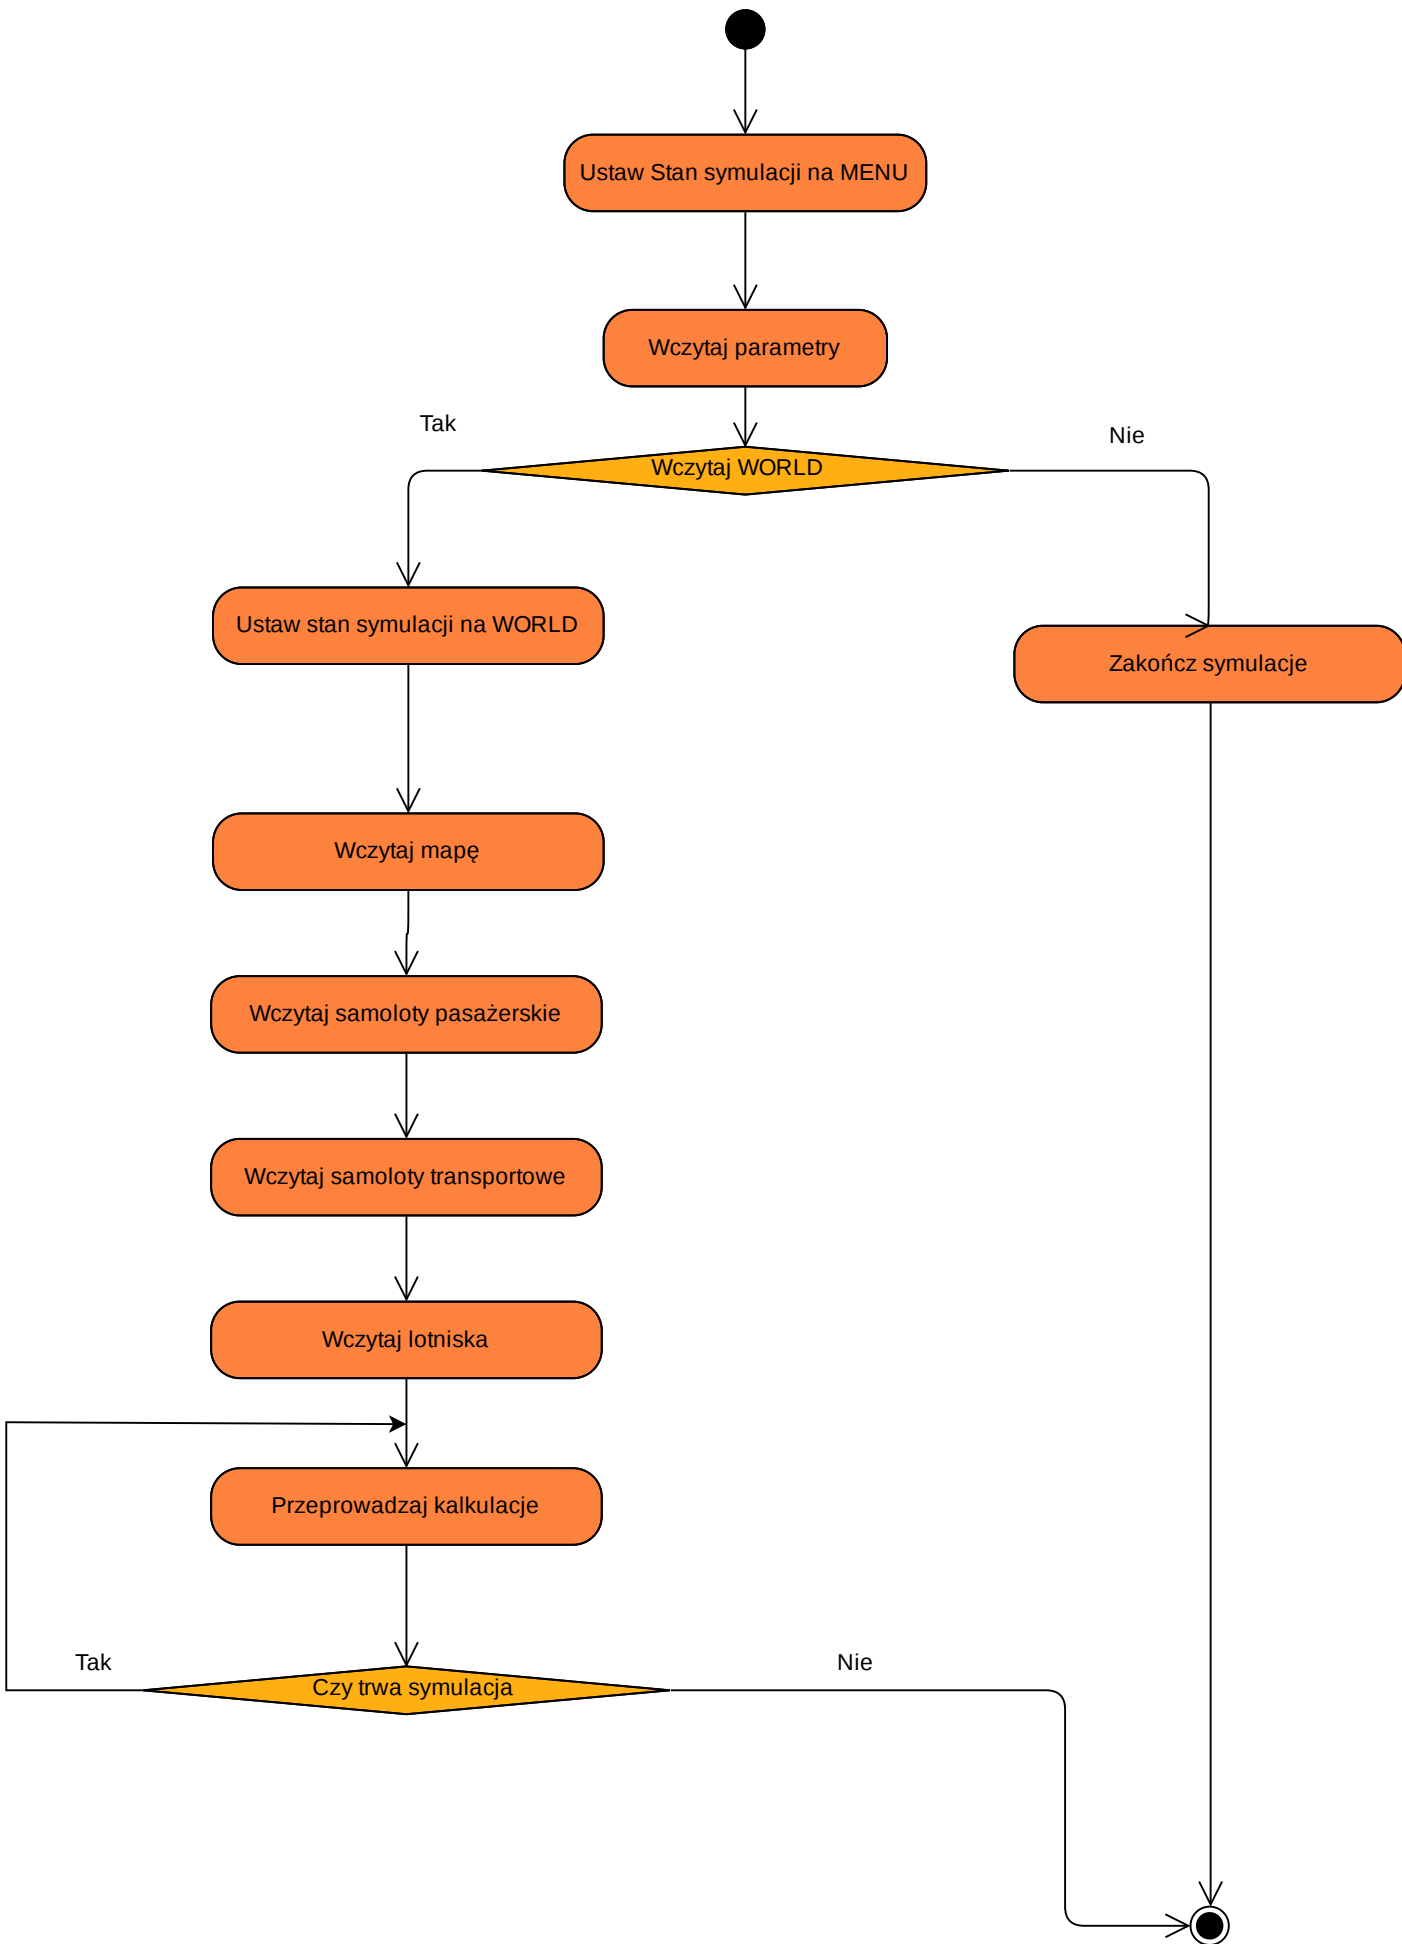 Ustaw Stan symulacji na MENU
Wczytaj parametry
Tak
Nie
Wczytaj WORLD
Ustaw stan symulacji na WORLD
Zakończ symulacje
Wczytaj mapę
Wczytaj samoloty pasażerskie
Wczytaj samoloty transportowe
Wczytaj lotniska
Przeprowadzaj kalkulacje
Tak
Nie
Czy trwa symulacja